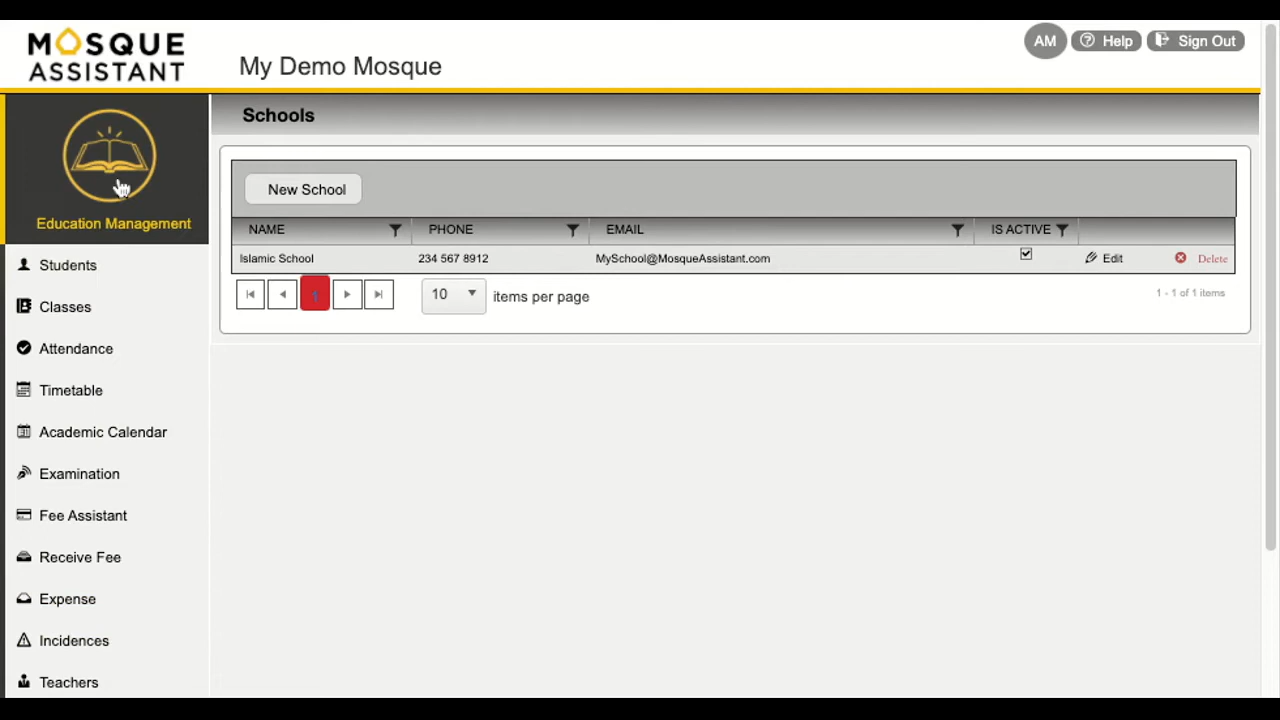 MOSQUE
ASSISTANT
My Demo Mosque
AM
Help
Sign Out
Education Management
Students
Classes
Attendance
Timetable
Academic Calendar
Examination
Fee Assistant
Receive Fee
Expense
Incidences
Teachers
Schools
New School
NAME PHONE EMAIL IS ACTIVE
Islamic School 234 567 8912 MySchool@MosqueAssistant.com Edit Delete
1
10 items per page
1 - 1 of 1 items